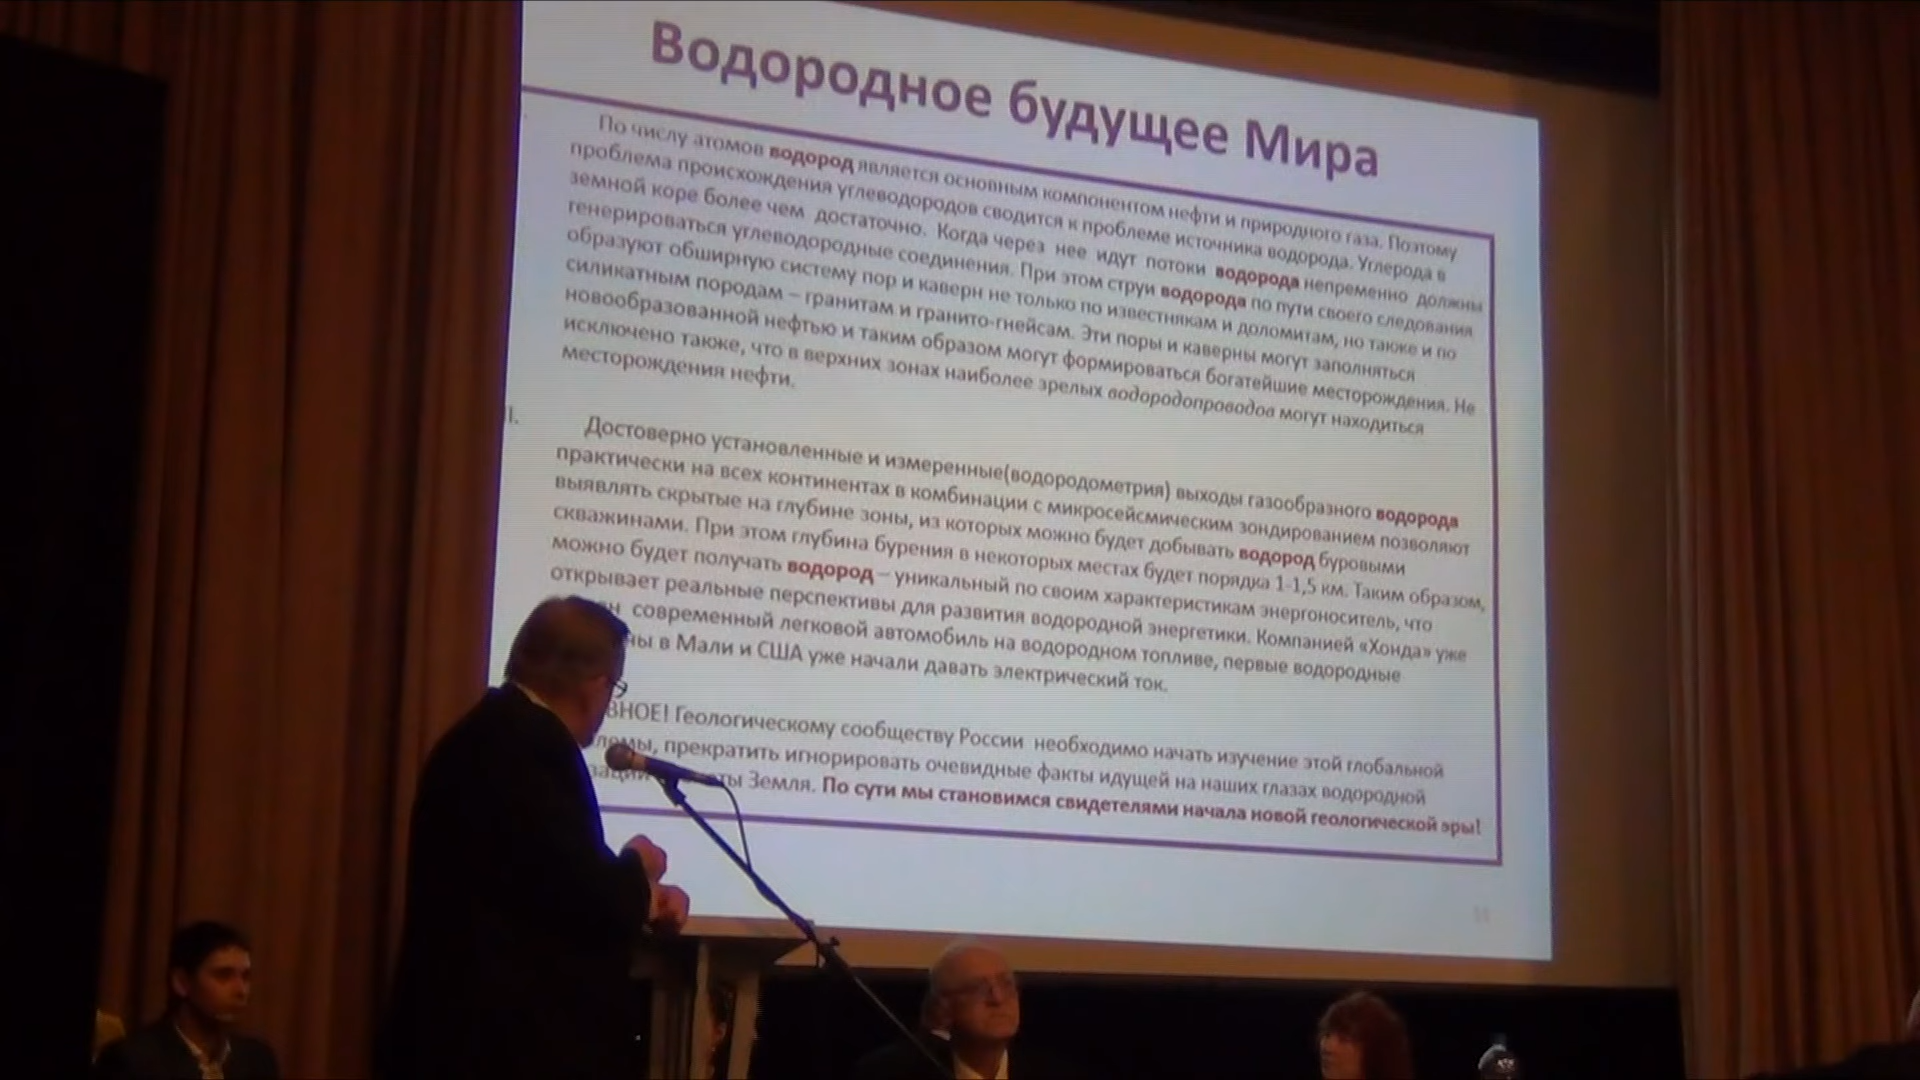 Водородное будущее Мира
По числу атомов водород является основным компонентом нефти и природного газа. Поэтому
проблема происхождения углеводородов сводится к проблеме источника водорода. Углерода в
земной коре более чем достаточно. Когда через нее идут потоки водорода непременно должны
генерироваться углеводородные соединения. При этом струи водорода по пути своего следования
образуют обширную систему пор и каверн не только по известнякам и доломитам, но также и по
силикатным породам – гранитам и гранито-гнейсам. Эти поры и каверны могут заполняться
новообразованной нефтью и таким образом могут формироваться богатейшие месторождения. Не
исключено также, что в верхних зонах наиболее зрелых водородопроводов могут находиться
месторождения нефти.
I.
Достоверно установленные и измеренные(водородометрия) выходы газообразного водорода
практически на всех континентах в комбинации с микросейсмическим зондированием позволяют
выявлять скрытые на глубине зоны, из которых можно будет добывать водород буровыми
скважинами. При этом глубина бурения в некоторых местах будет порядка 1-1,5 км. Таким образом,
можно будет получать водород – уникальный по своим характеристикам энергоноситель, что
открывает реальные перспективы для развития водородной энергетики. Компанией «Хонда» уже
современный легковой автомобиль на водородном топливе, первые водородные
ны в Мали и США уже начали давать электрический ток.
ВНОЕ! Геологическому сообществу России необходимо начать изучение этой глобальной
лемы, прекратить игнорировать очевидные факты идущей на наших глазах водородной
Земля. По сути мы становимся свидетелями начала новой геологической эры!